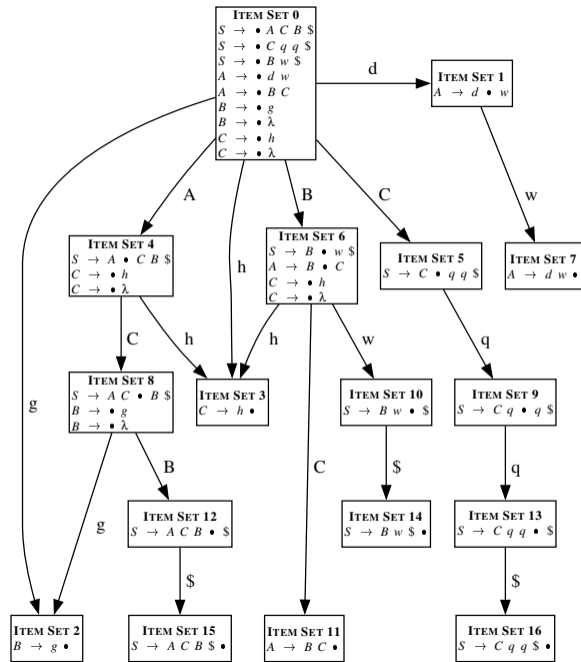 ITEM SET 0
S → • A C B $
S → • C q q $
S → • B w $
A → • d w
A → • B C
B → • g
B → • λ
C → • h
C → • λ
d
ITEM SET 1
A → d • w
A
h
B
C
w
ITEM SET 4
S → A • C B $
C → • h
C → • λ
ITEM SET 6
S → B • w $
A → B • C
C → • h
C → • λ
ITEM SET 5
S → C • q q $
ITEM SET 7
A → d w •
g
C
h
h
w
q
ITEM SET 8
S → A C • B $
B → • g
B → • λ
ITEM SET 3
C → h •
ITEM SET 10
S → B w • $
ITEM SET 9
S → C q • q $
g
B
C
$
q
ITEM SET 12
S → A C B • $
ITEM SET 14
S → B w $ •
ITEM SET 13
S → C q q • $
$
$
ITEM SET 2
B → g •
ITEM SET 15
S → A C B $ •
ITEM SET 11
A → B C •
ITEM SET 16
S → C q q $ •